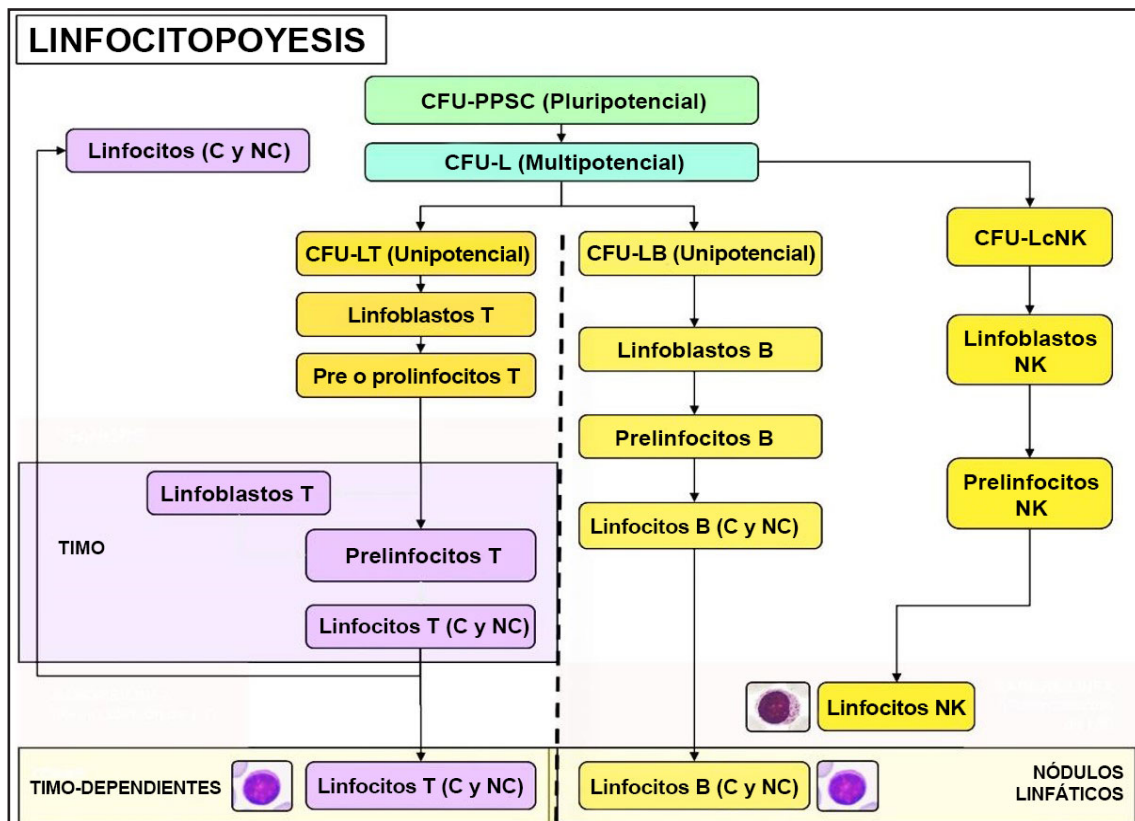 LINFOCITOPOYESIS
CFU-PPSC (Pluripotencial)
Linfocitos (C y NC)
CFU-L (Multipotencial)
CFU-LT (Unipotencial)
CFU-LB (Unipotencial)
CFU-LcNK
Linfoblastos T
Linfoblastos B
Linfoblastos
NK
Pre o prolinfocitos T
Prelinfocitos B
Linfoblastos T
Prelinfocitos
NK
TIMO
Prelinfocitos T
Linfocitos B (C y NC)
Linfocitos T (C y NC)
Linfocitos NK
TIMO-DEPENDIENTES
Linfocitos T (C y NC)
Linfocitos B (C y NC)
NÓDULOS
LINFÁTICOS